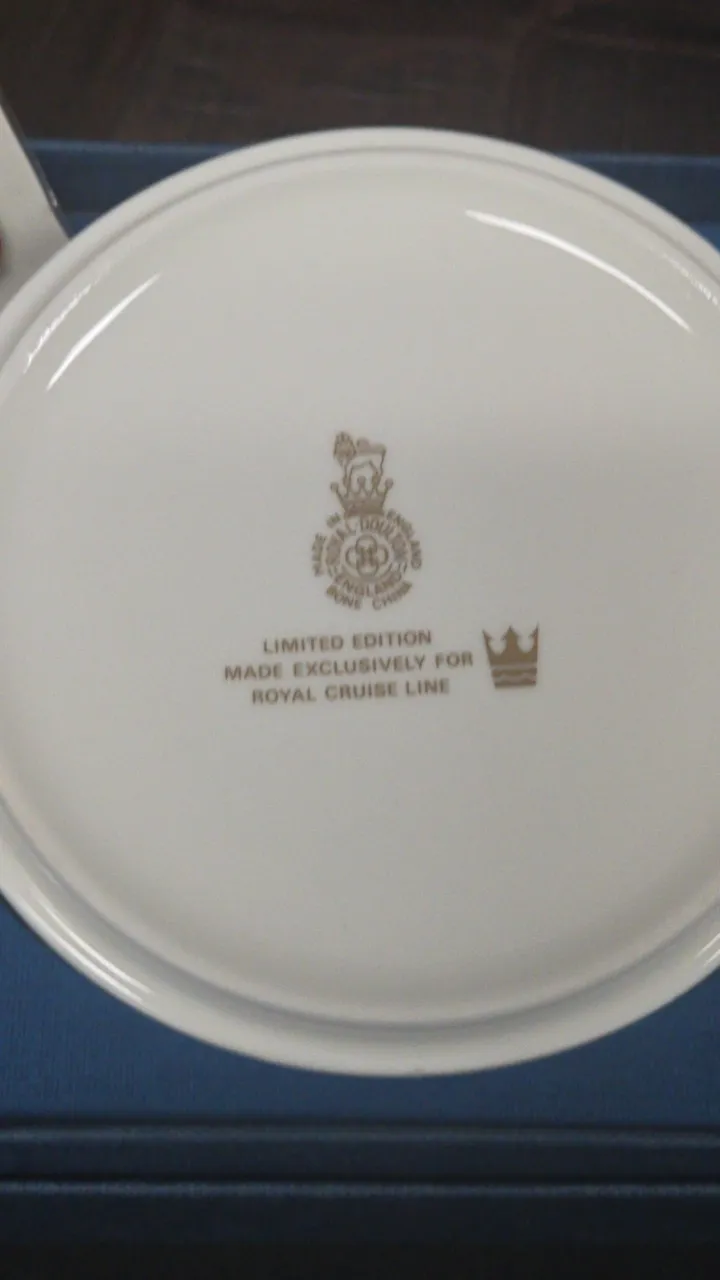 MADE IN ENGLAND
ROYAL DOULTON
ENGLAND
BONE CHINA
LIMITED EDITION
MADE EXCLUSIVELY FOR
ROYAL CRUISE LINE